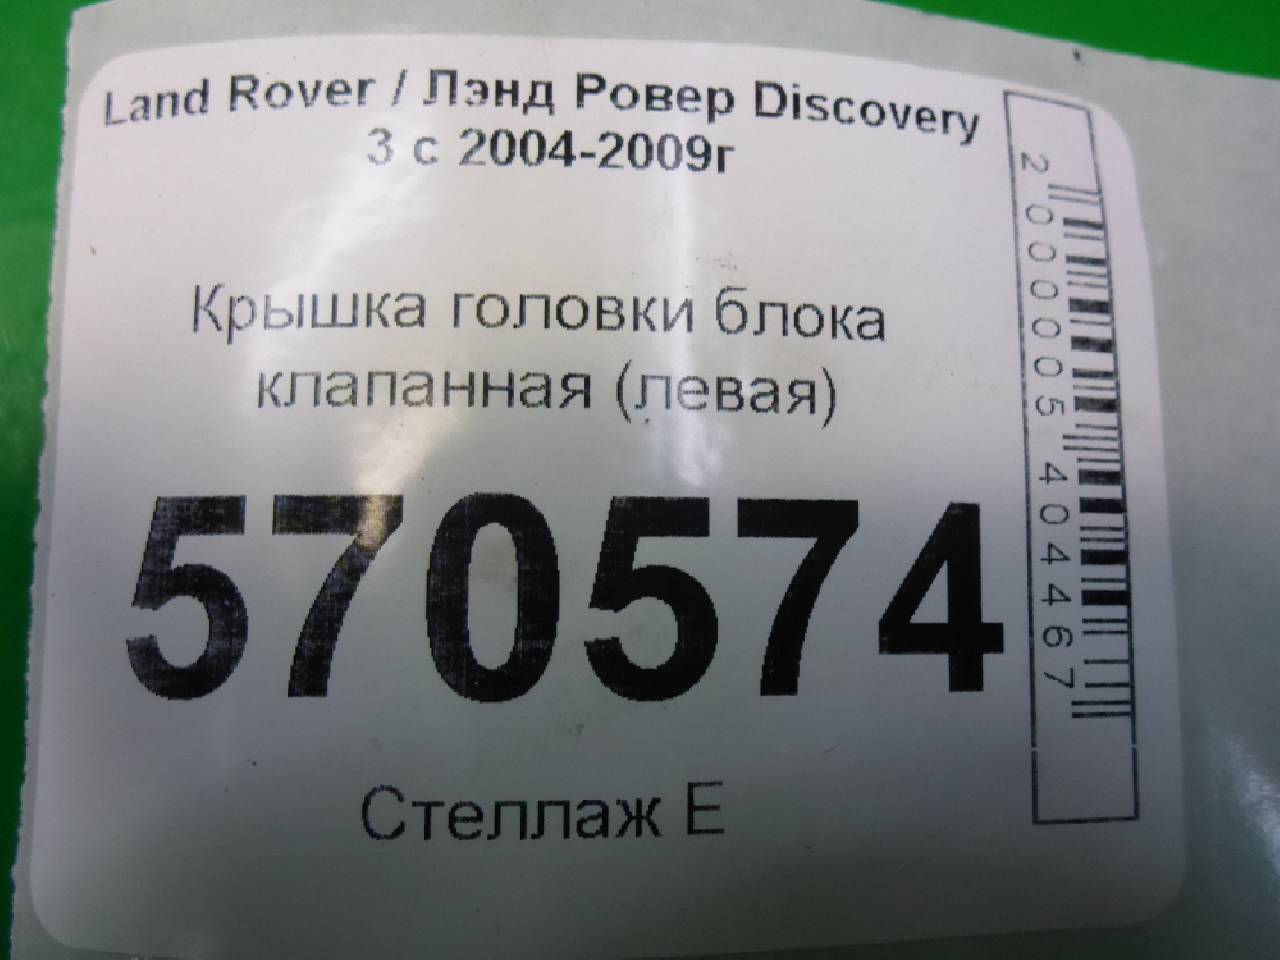 Land Rover / Лэнд Ровер Discovery
3 с 2004-2009г
Крышка головки блока
клапанная (левая)
570574
Стеллаж Е
2000005404467